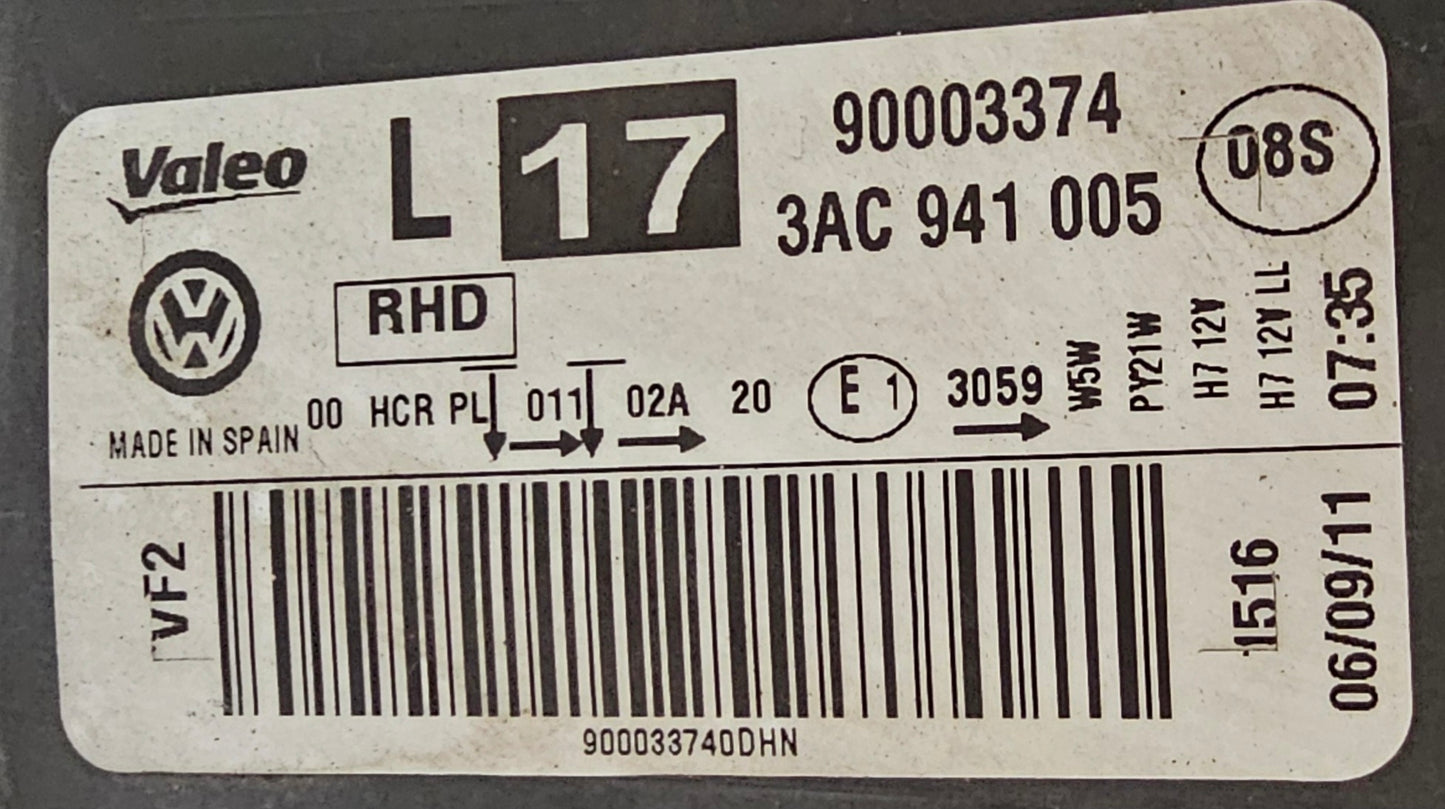 Valeo
L 17
90003374
3AC 941 005
08S
RHD
00 HCR PL 011 02A 20 E 1 3059
W5W
PY21W
H7 12V
H7 12V LL
07:35
MADE IN SPAIN
VF2
1516
06/09/11
900033740DHN